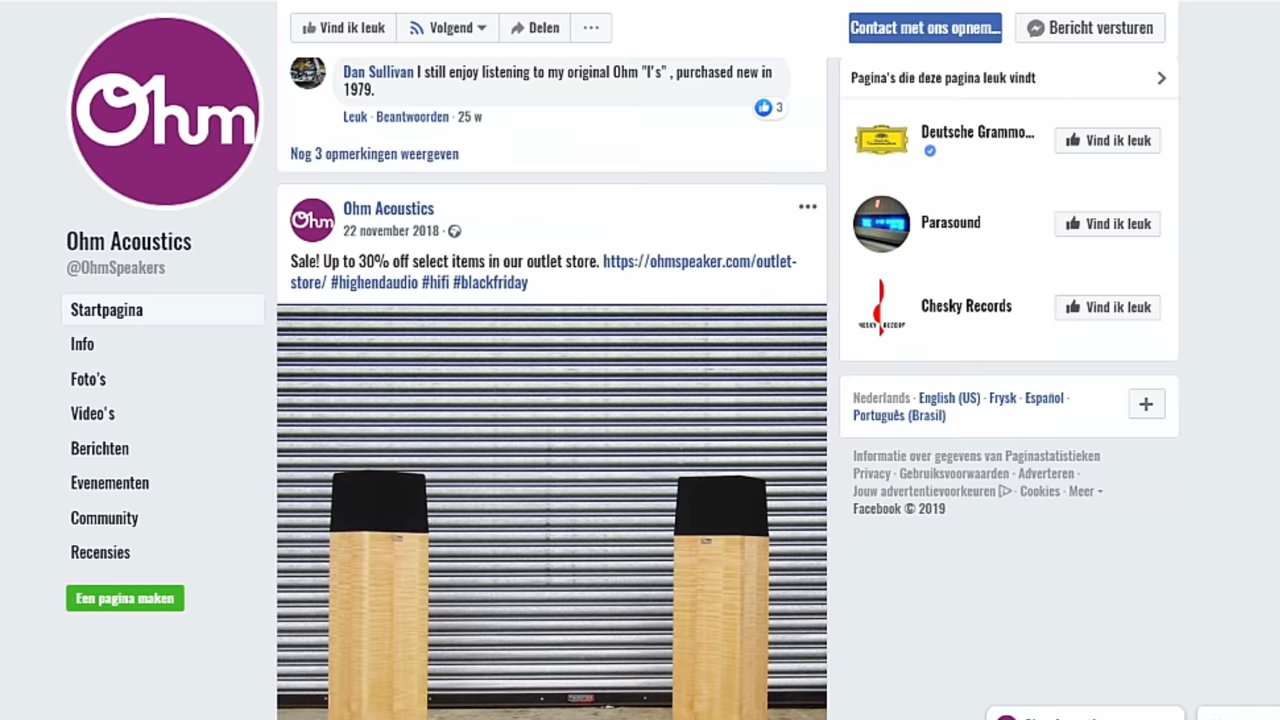 Ohm
Ohm Acoustics
@OhmSpeakers
Startpagina
Info
Foto's
Video's
Berichten
Evenementen
Community
Recensies
Een pagina maken
Vind ik leuk
Volgend
Delen
Contact met ons opnem...
Bericht versturen
Dan Sullivan I still enjoy listening to my original Ohm "I's" , purchased new in
1979.
3
Leuk · Beantwoorden · 25 w
Nog 3 opmerkingen weergeven
Ohm
Ohm Acoustics
22 november 2018 ·
Sale! Up to 30% off select items in our outlet store. https://ohmspeaker.com/outlet-
store/ #highendaudio #hifi #blackfriday
Pagina's die deze pagina leuk vindt
Deutsche Grammo...
Vind ik leuk
Parasound
Vind ik leuk
Chesky Records
Vind ik leuk
Nederlands · English (US) · Frysk · Español ·
Português (Brasil)
Informatie over gegevens van Paginastatistieken
Privacy · Gebruiksvoorwaarden · Adverteren ·
Jouw advertentievoorkeuren · Cookies · Meer
Facebook © 2019